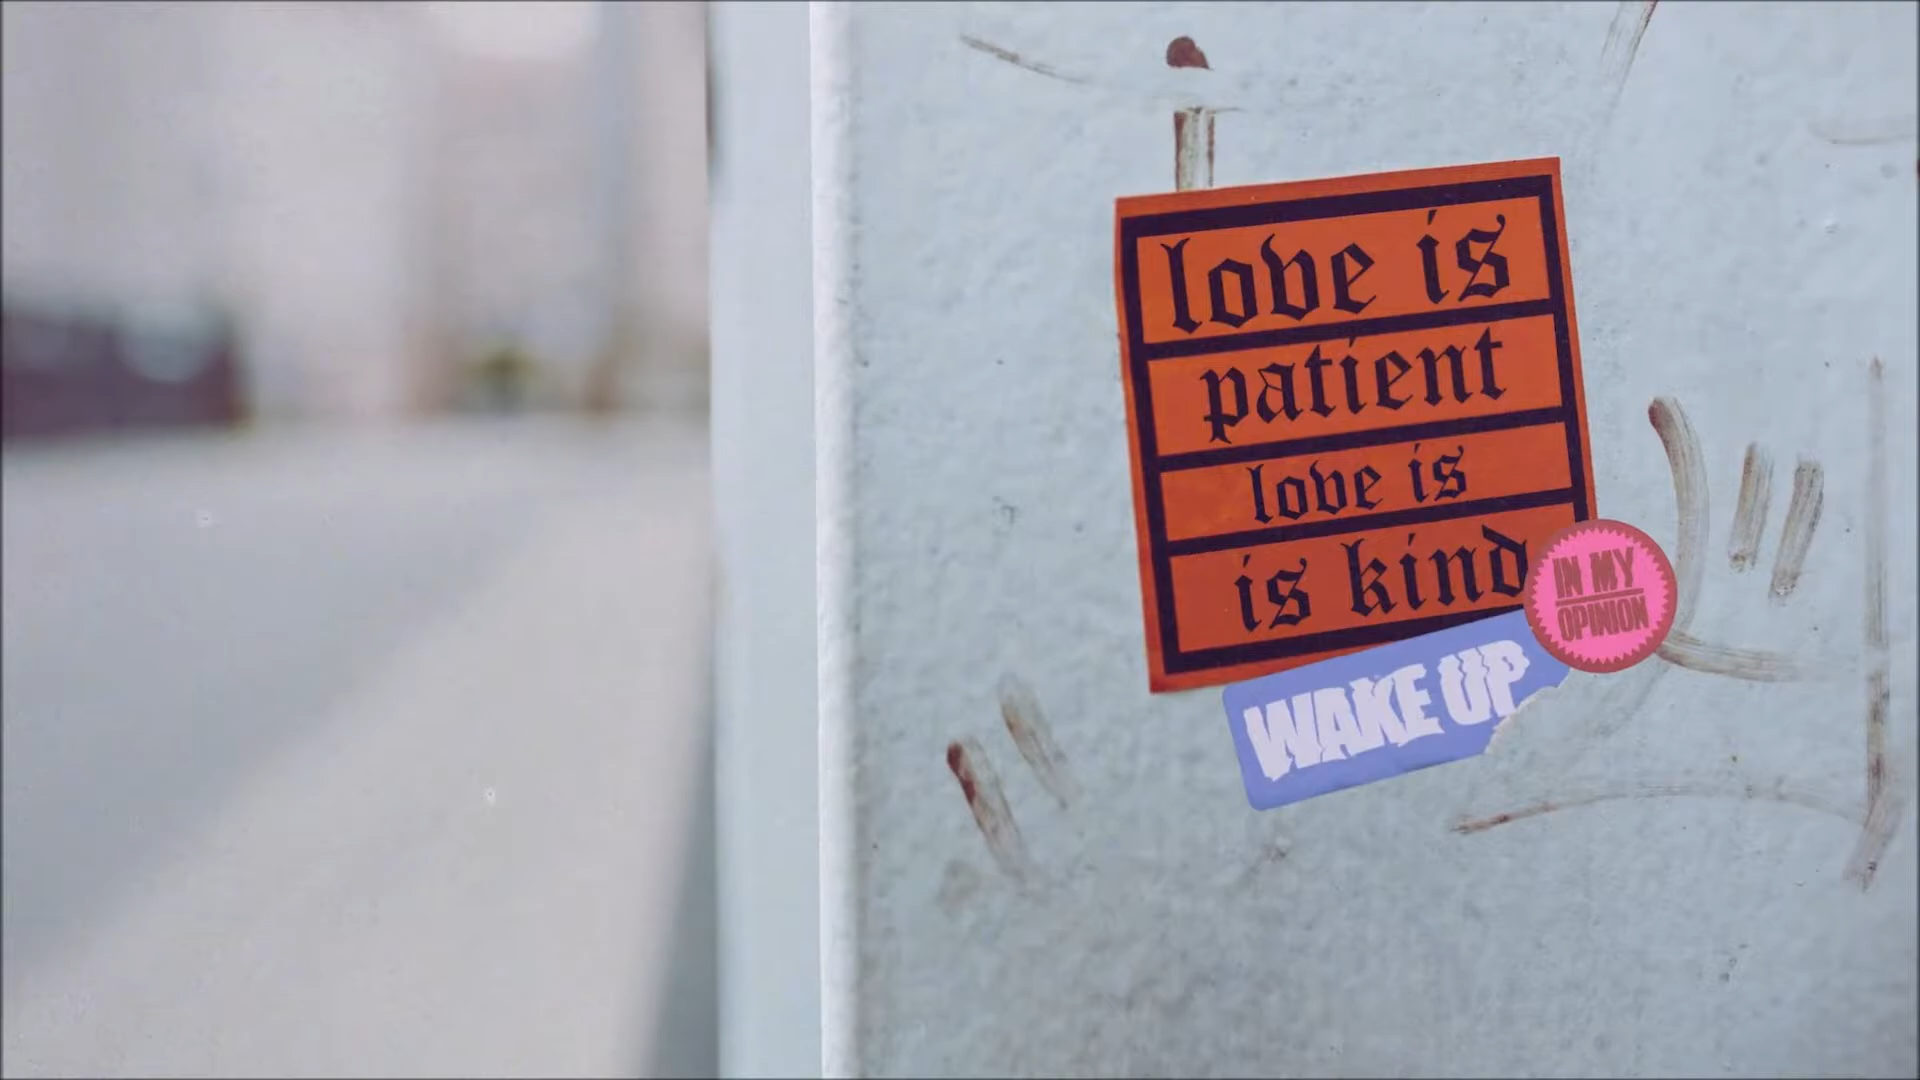 love is
patient
love is
is kind
IN MY
OPINION
WAKE UP